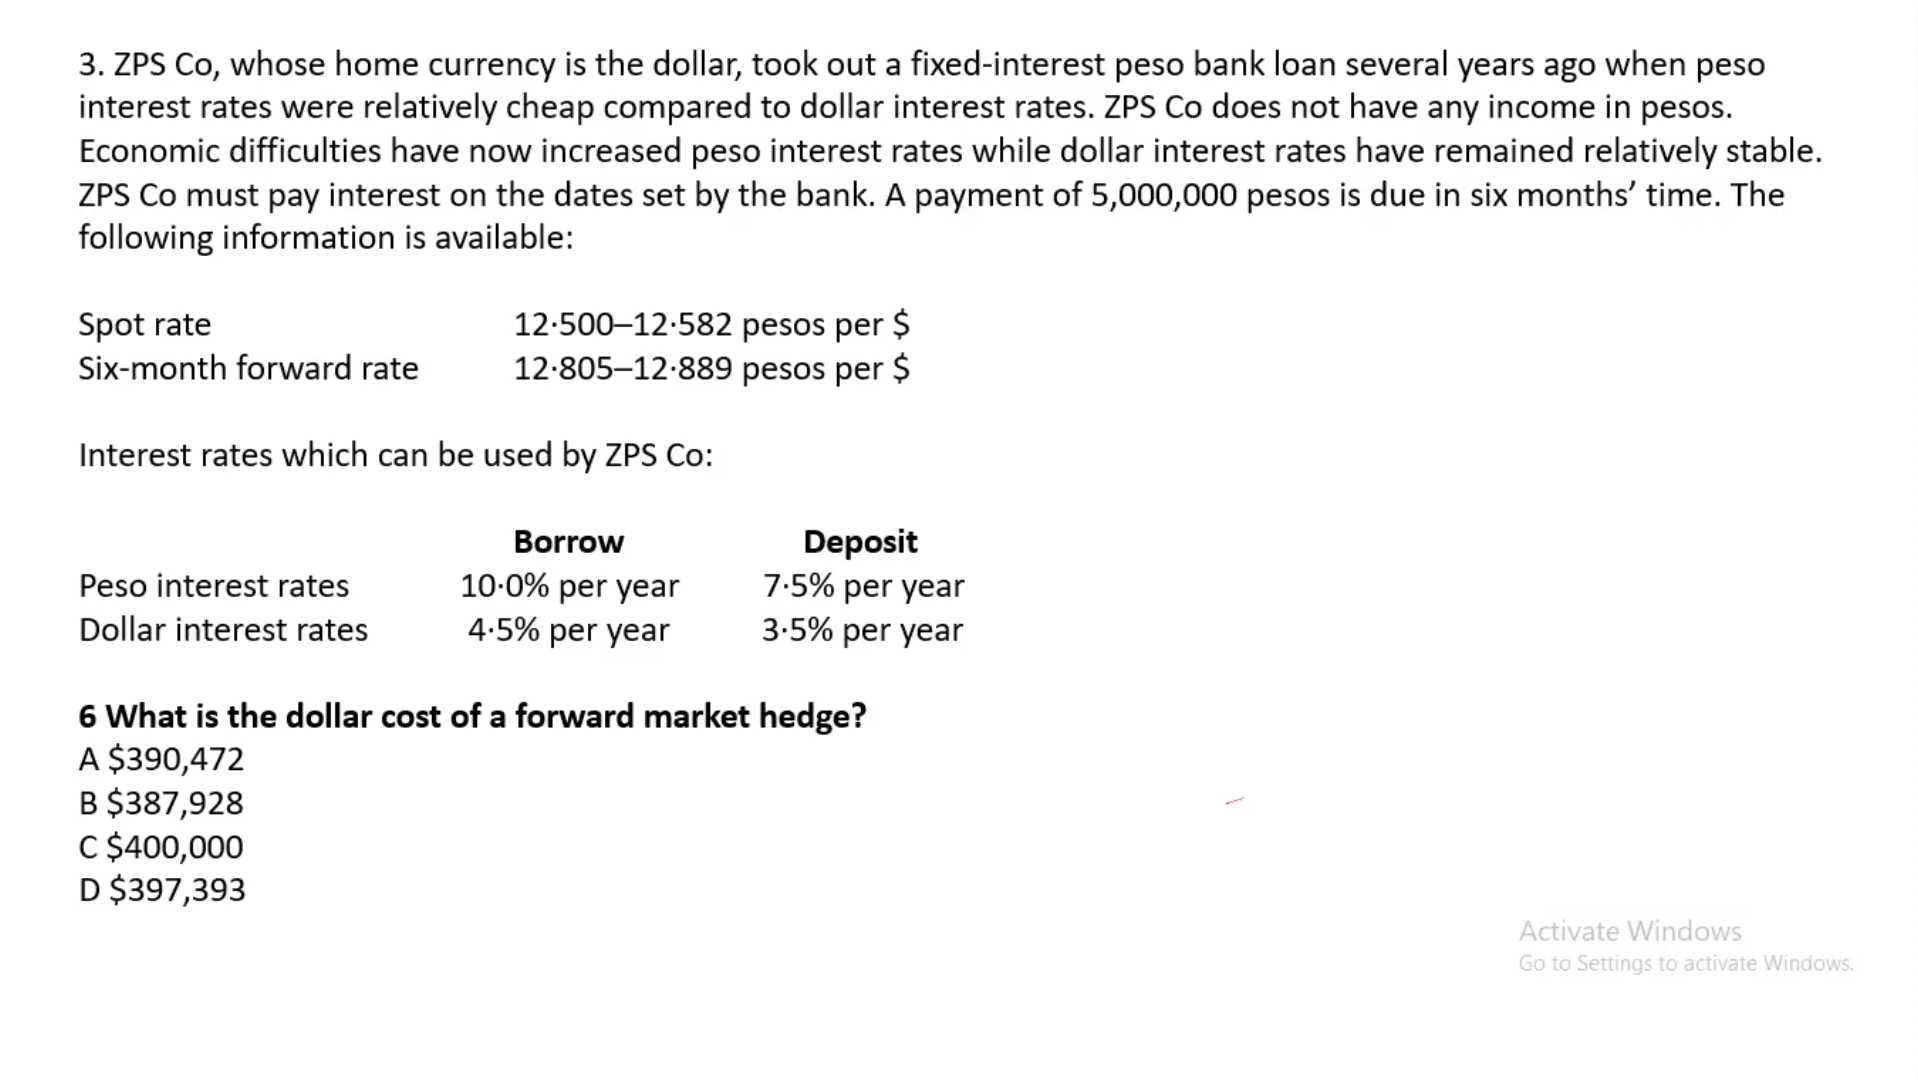 3. ZPS Co, whose home currency is the dollar, took out a fixed-interest peso bank loan several years ago when peso
interest rates were relatively cheap compared to dollar interest rates. ZPS Co does not have any income in pesos.
Economic difficulties have now increased peso interest rates while dollar interest rates have remained relatively stable.
ZPS Co must pay interest on the dates set by the bank. A payment of 5,000,000 pesos is due in six months’ time. The
following information is available:
Spot rate 12·500–12·582 pesos per $
Six-month forward rate 12·805–12·889 pesos per $
Interest rates which can be used by ZPS Co:
Borrow Deposit
Peso interest rates 10·0% per year 7·5% per year
Dollar interest rates 4·5% per year 3·5% per year
6 What is the dollar cost of a forward market hedge?
A $390,472
B $387,928
C $400,000
D $397,393
Activate Windows
Go to Settings to activate Windows.